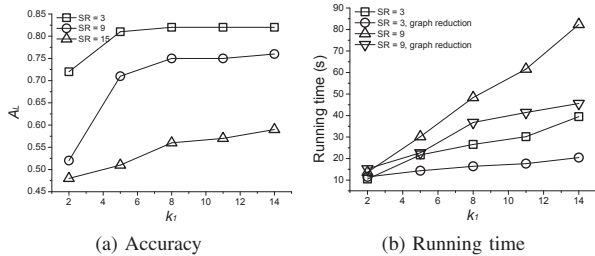 SR = 3
SR = 9
SR = 15
0.85
0.80
0.75
0.70
0.65
0.60
0.55
0.50
0.45
A_L
2 4 6 8 10 12 14
k_1
(a) Accuracy
SR = 3
SR = 3, graph reduction
SR = 9
SR = 9, graph reduction
90
80
70
60
50
40
30
20
10
Running time (s)
2 4 6 8 10 12 14
k_1
(b) Running time